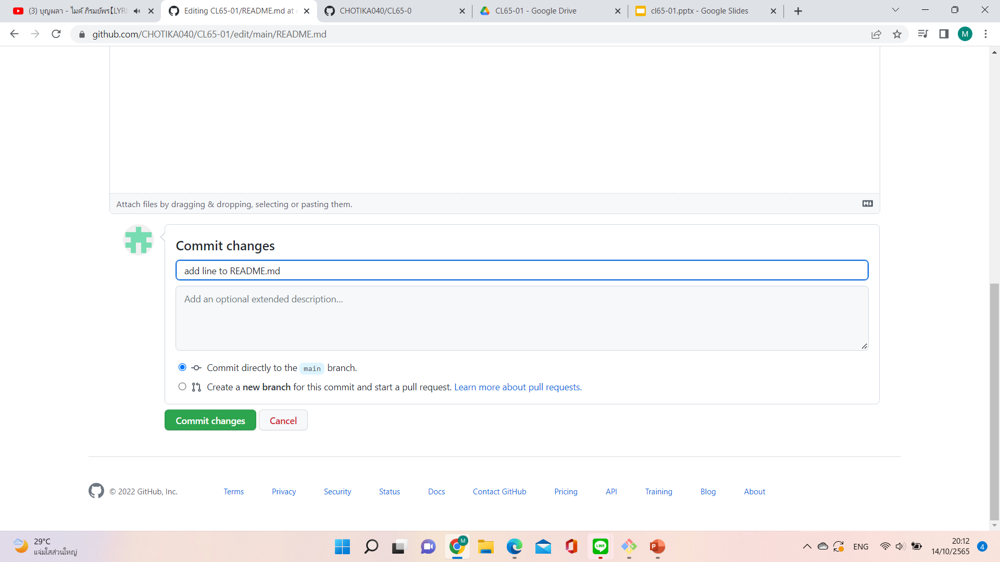 (3) บุญผลา - ไมค์ ภิรมย์พร【LYRI
Editing CL65-01/README.md at
CHOTIKA040/CL65-0
CL65-01 - Google Drive
cl65-01.pptx - Google Slides
github.com/CHOTIKA040/CL65-01/edit/main/README.md
M
Attach files by dragging & dropping, selecting or pasting them.
Commit changes
add line to README.md
Add an optional extended description...
Commit directly to the main branch.
Create a new branch for this commit and start a pull request. Learn more about pull requests.
Commit changes
Cancel
© 2022 GitHub, Inc.
Terms
Privacy
Security
Status
Docs
Contact GitHub
Pricing
API
Training
Blog
About
29°C
แจ่มใสส่วนใหญ่
M
LINE
P
ENG
20:12
14/10/2565
4